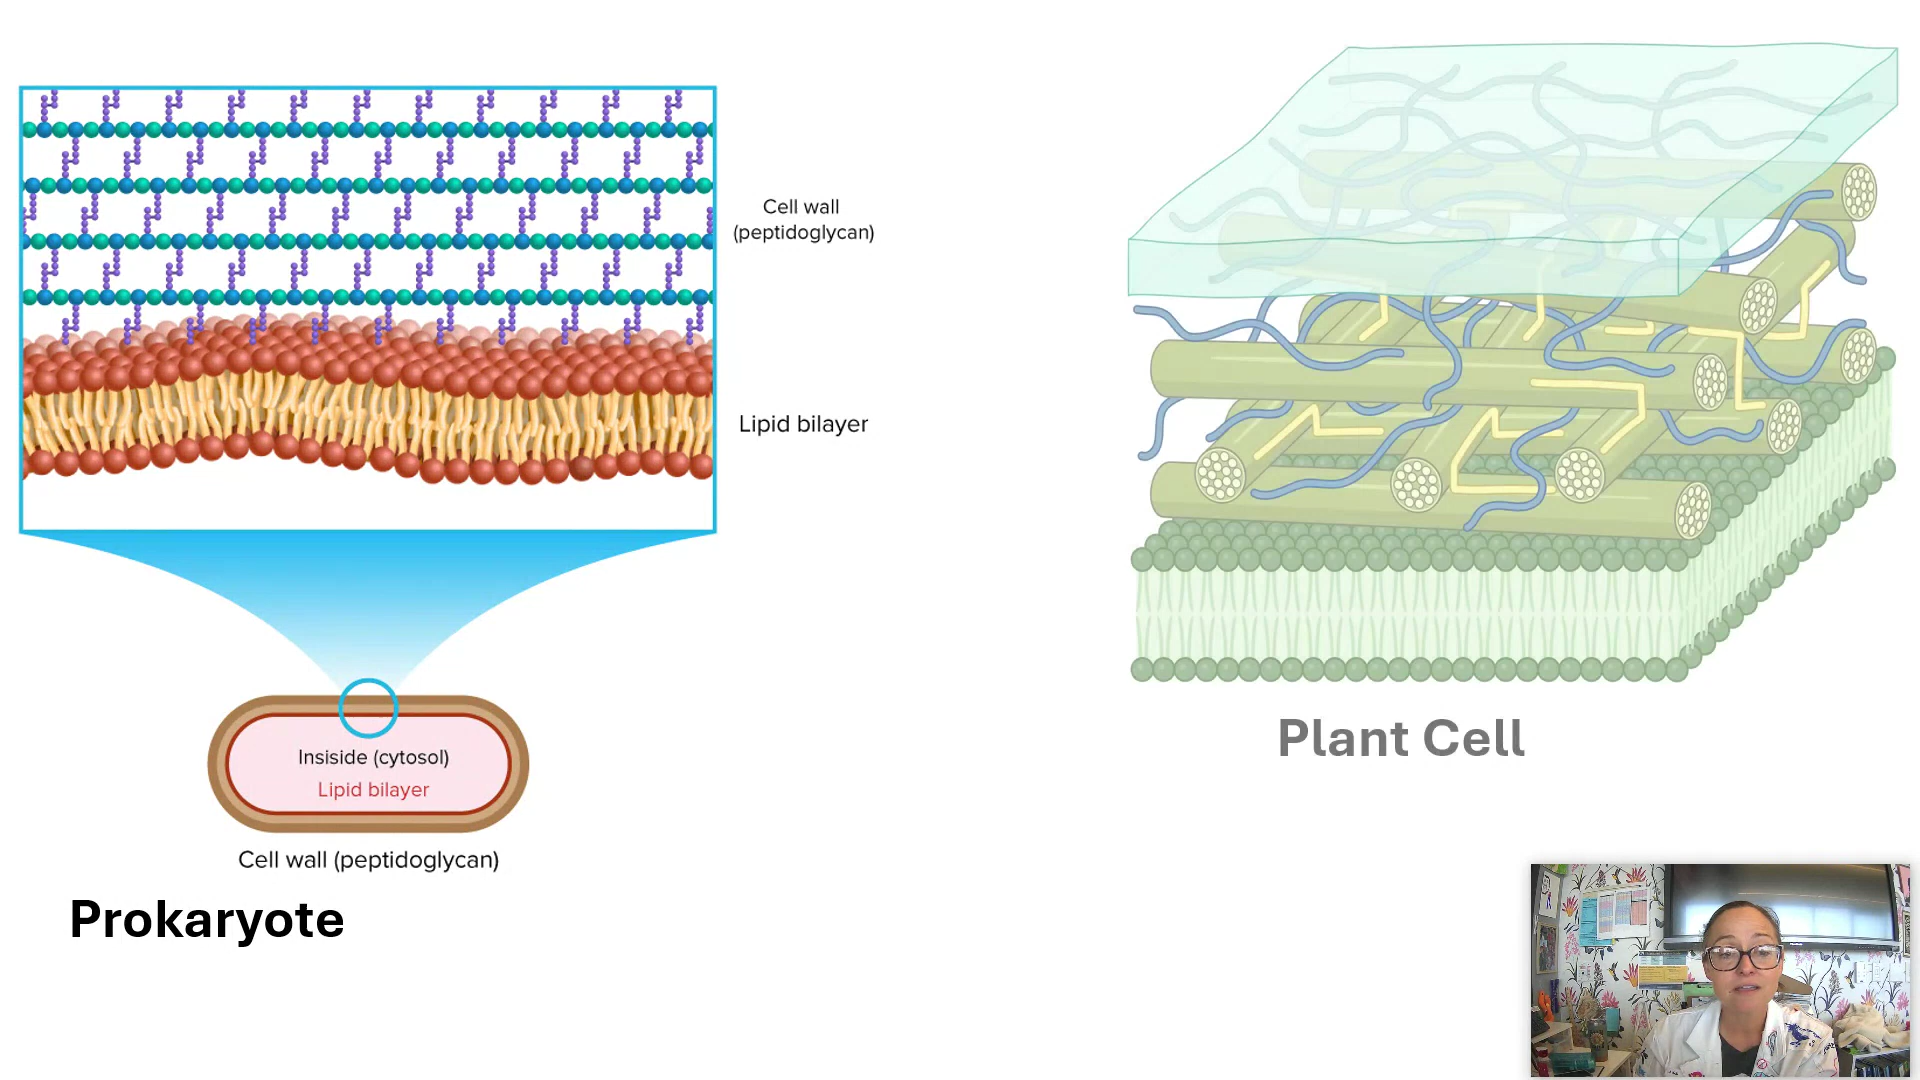 Cell wall
(peptidoglycan)
Lipid bilayer
Insiside (cytosol)
Lipid bilayer
Cell wall (peptidoglycan)
Prokaryote
Plant Cell